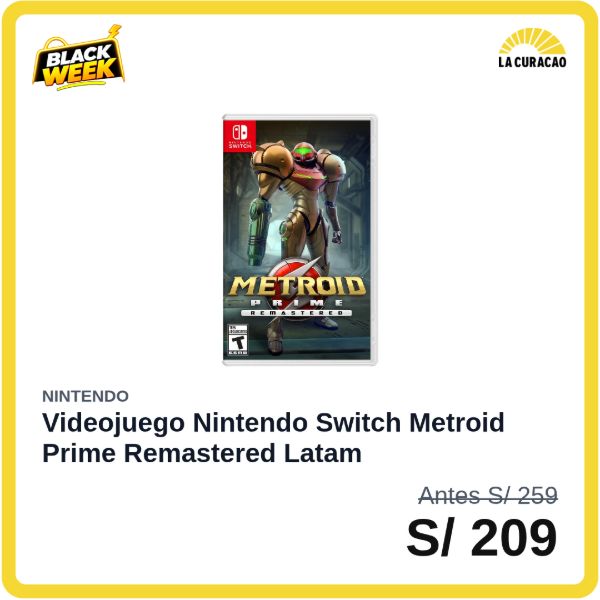 BLACK
WEEK
LA CURACAO
NINTENDO
SWITCH
METROID
PRIME
REMASTERED
T
NINTENDO
Videojuego Nintendo Switch Metroid
Prime Remastered Latam
Antes S/ 259
S/ 209